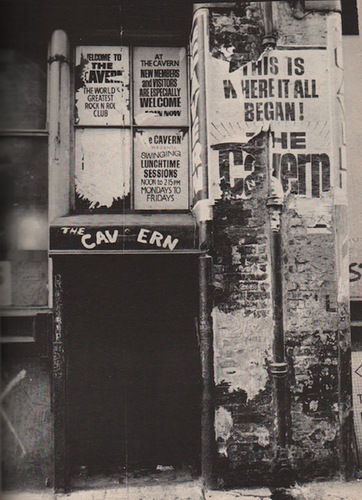 WELCOME TO
THE
CAVERN
THE WORLD'S
GREATEST
ROCK N ROLL
CLUB
AT
THE CAVERN
NEW MEMBERS
and VISITORS
ARE ESPECIALLY
WELCOME
JOIN NOW
THE CAVERN
SWINGING
LUNCHTIME
SESSIONS
NOON to 2.15 PM
MONDAYS TO
FRIDAYS
THE CAVERN
THIS IS
WHERE IT ALL
BEGAN!
THE
Cavern